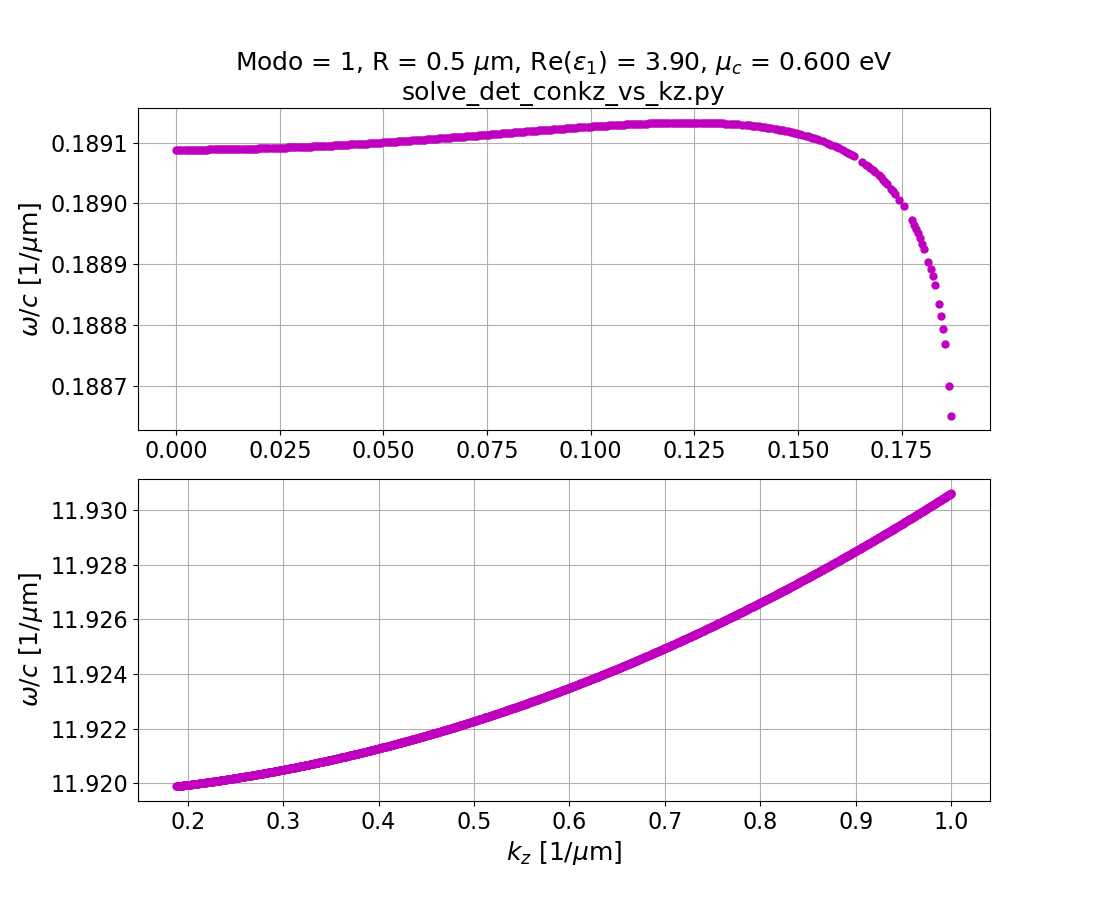 Modo = 1, R = 0.5 μm, Re(ε₁) = 3.90, μ_c = 0.600 eV
solve_det_conkz_vs_kz.py
ω/c [1/μm]
0.1891
0.1890
0.1889
0.1888
0.1887
0.000 0.025 0.050 0.075 0.100 0.125 0.150 0.175
ω/c [1/μm]
11.930
11.928
11.926
11.924
11.922
11.920
0.2 0.3 0.4 0.5 0.6 0.7 0.8 0.9 1.0
k_z [1/μm]